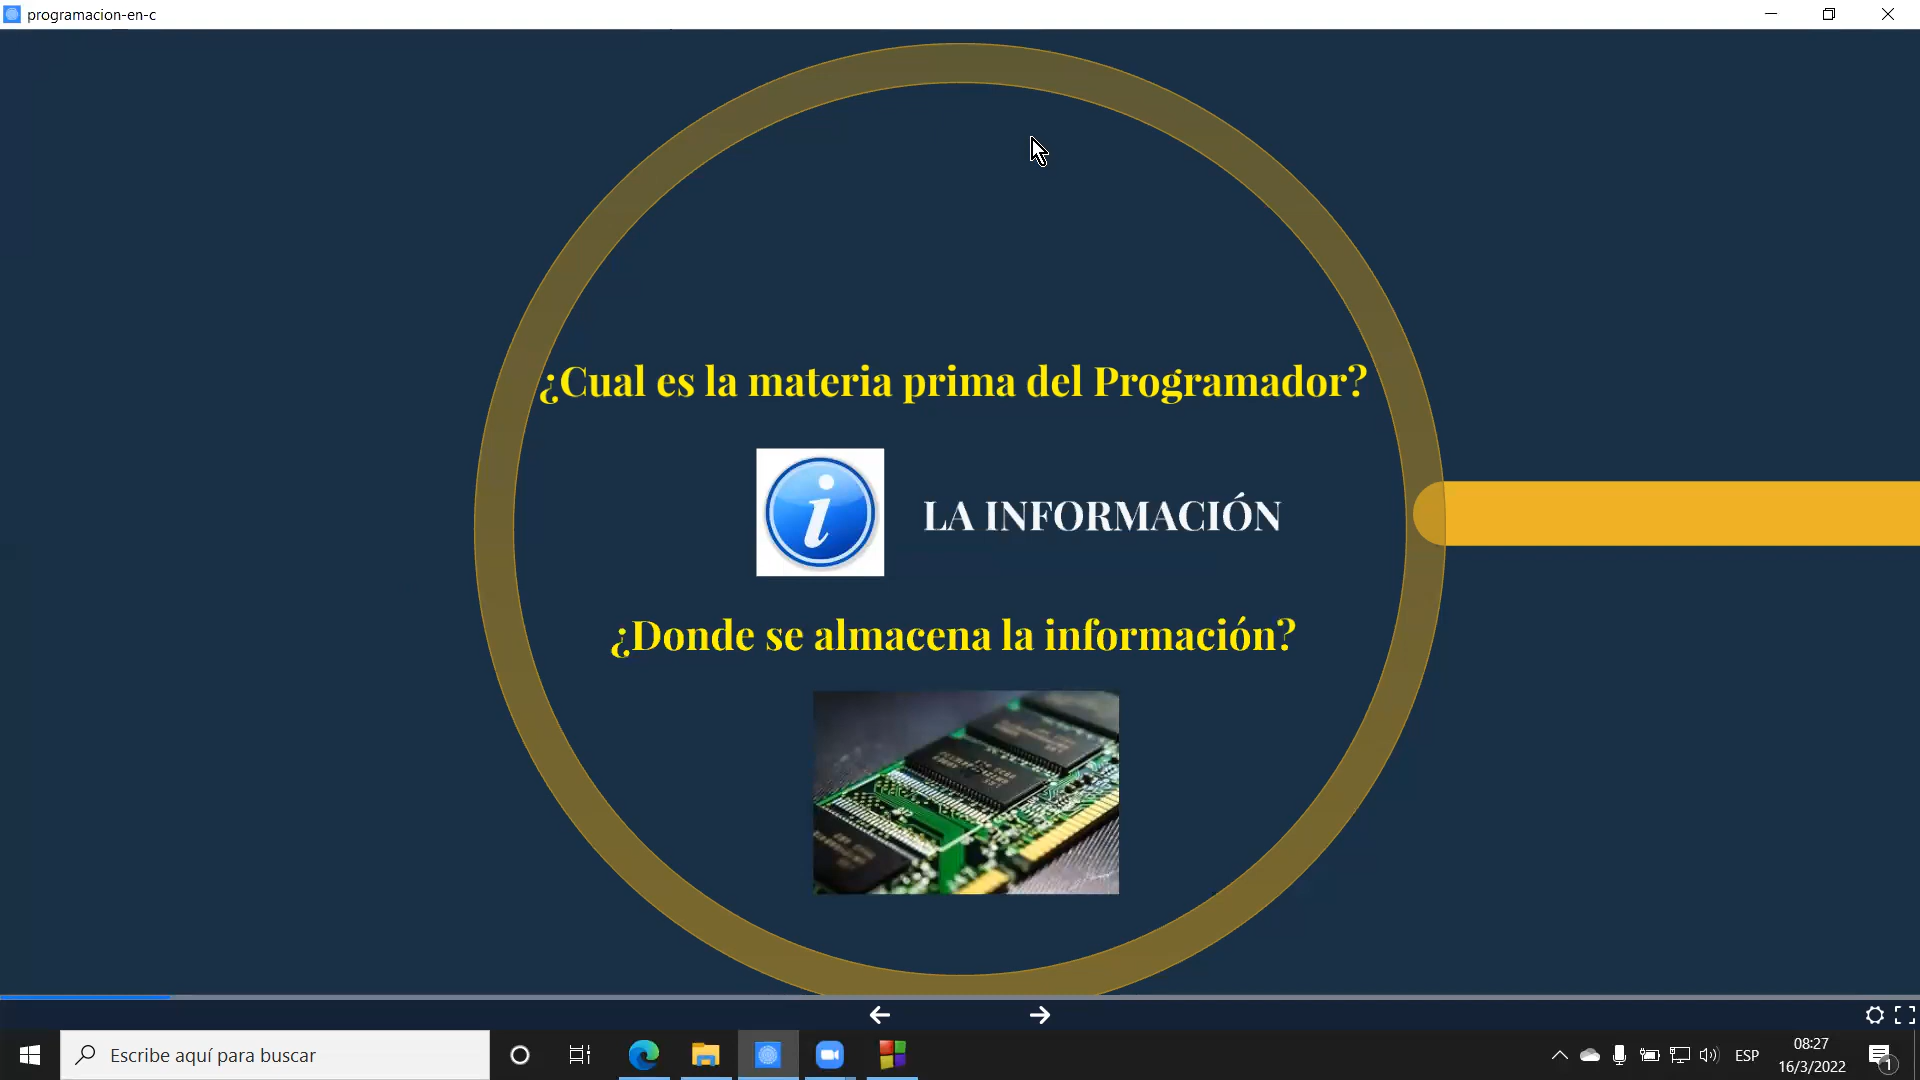 programacion-en-c
¿Cual es la materia prima del Programador?
i
LA INFORMACIÓN
¿Donde se almacena la información?
Escribe aquí para buscar
ESP
08:27
16/3/2022
1